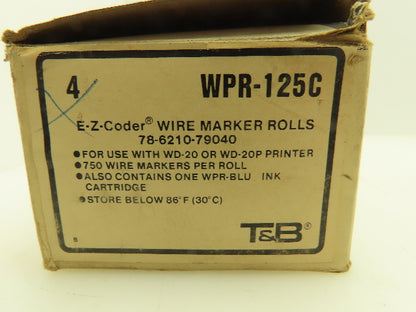 4 WPR-125C
E-Z-Coder® WIRE MARKER ROLLS
78-6210-79040
●FOR USE WITH WD-20 OR WD-20P PRINTER
●750 WIRE MARKERS PER ROLL
●ALSO CONTAINS ONE WPR-BLU INK
CARTRIDGE
●STORE BELOW 86°F (30°C)
T&B®